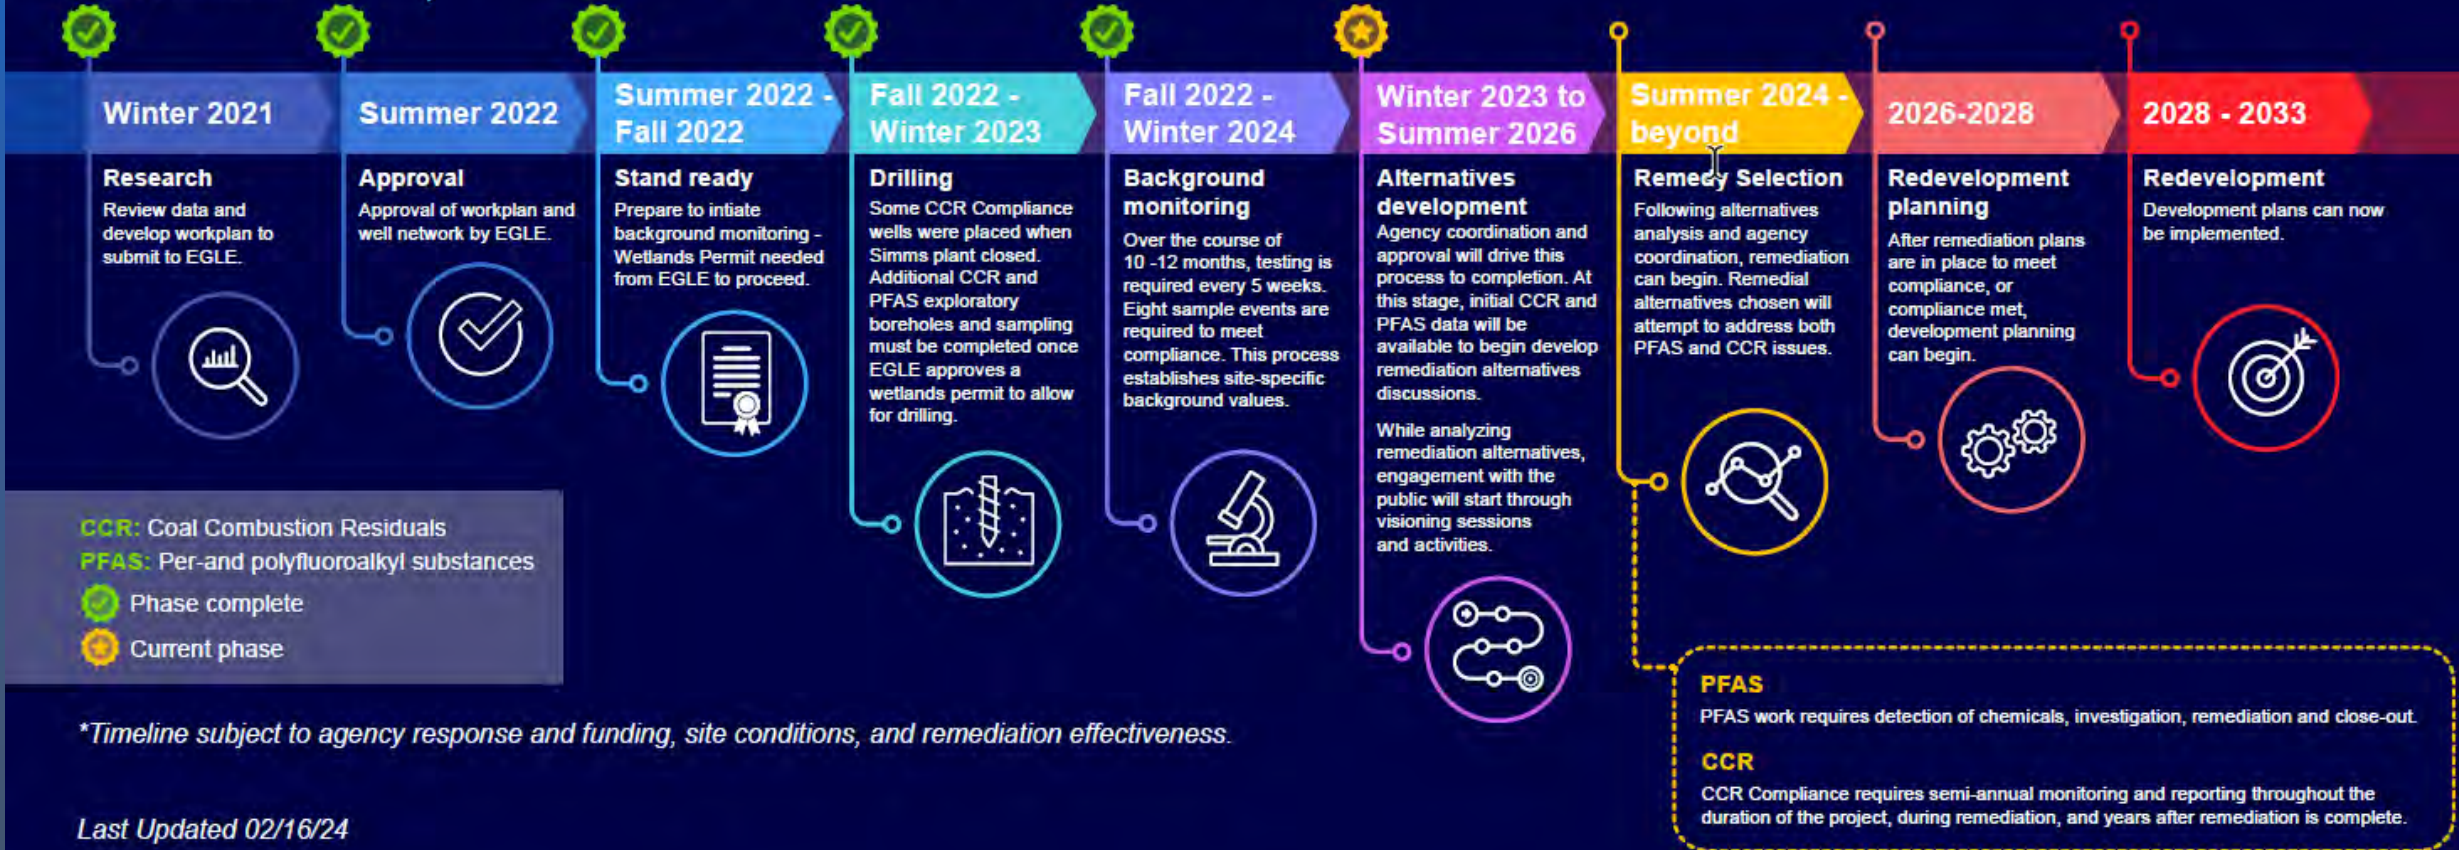 Winter 2021
Research
Review data and
develop workplan to
submit to EGLE.
Summer 2022
Approval
Approval of workplan and
well network by EGLE.
Summer 2022 -
Fall 2022
Stand ready
Prepare to intiate
background monitoring -
Wetlands Permit needed
from EGLE to proceed.
Fall 2022 -
Winter 2023
Drilling
Some CCR Compliance
wells were placed when
Simms plant closed.
Additional CCR and
PFAS exploratory
boreholes and sampling
must be completed once
EGLE approves a
wetlands permit to allow
for drilling.
Fall 2022 -
Winter 2024
Background
monitoring
Over the course of
10 -12 months, testing is
required every 5 weeks.
Eight sample events are
required to meet
compliance. This process
establishes site-specific
background values.
Winter 2023 to
Summer 2026
Alternatives
development
Agency coordination and
approval will drive this
process to completion. At
this stage, initial CCR and
PFAS data will be
available to begin develop
remediation alternatives
discussions.
While analyzing
remediation alternatives,
engagement with the
public will start through
visioning sessions
and activities.
Summer 2024 -
beyond
Remedy Selection
Following alternatives
analysis and agency
coordination, remediation
can begin. Remedial
alternatives chosen will
attempt to address both
PFAS and CCR issues.
2026-2028
Redevelopment
planning
After remediation plans
are in place to meet
compliance, or
compliance met,
development planning
can begin.
2028 - 2033
Redevelopment
Development plans can now
be implemented.
CCR: Coal Combustion Residuals
PFAS: Per-and polyfluoroalkyl substances
Phase complete
Current phase
PFAS
PFAS work requires detection of chemicals, investigation, remediation and close-out.
CCR
CCR Compliance requires semi-annual monitoring and reporting throughout the
duration of the project, during remediation, and years after remediation is complete.
*Timeline subject to agency response and funding, site conditions, and remediation effectiveness.
Last Updated 02/16/24